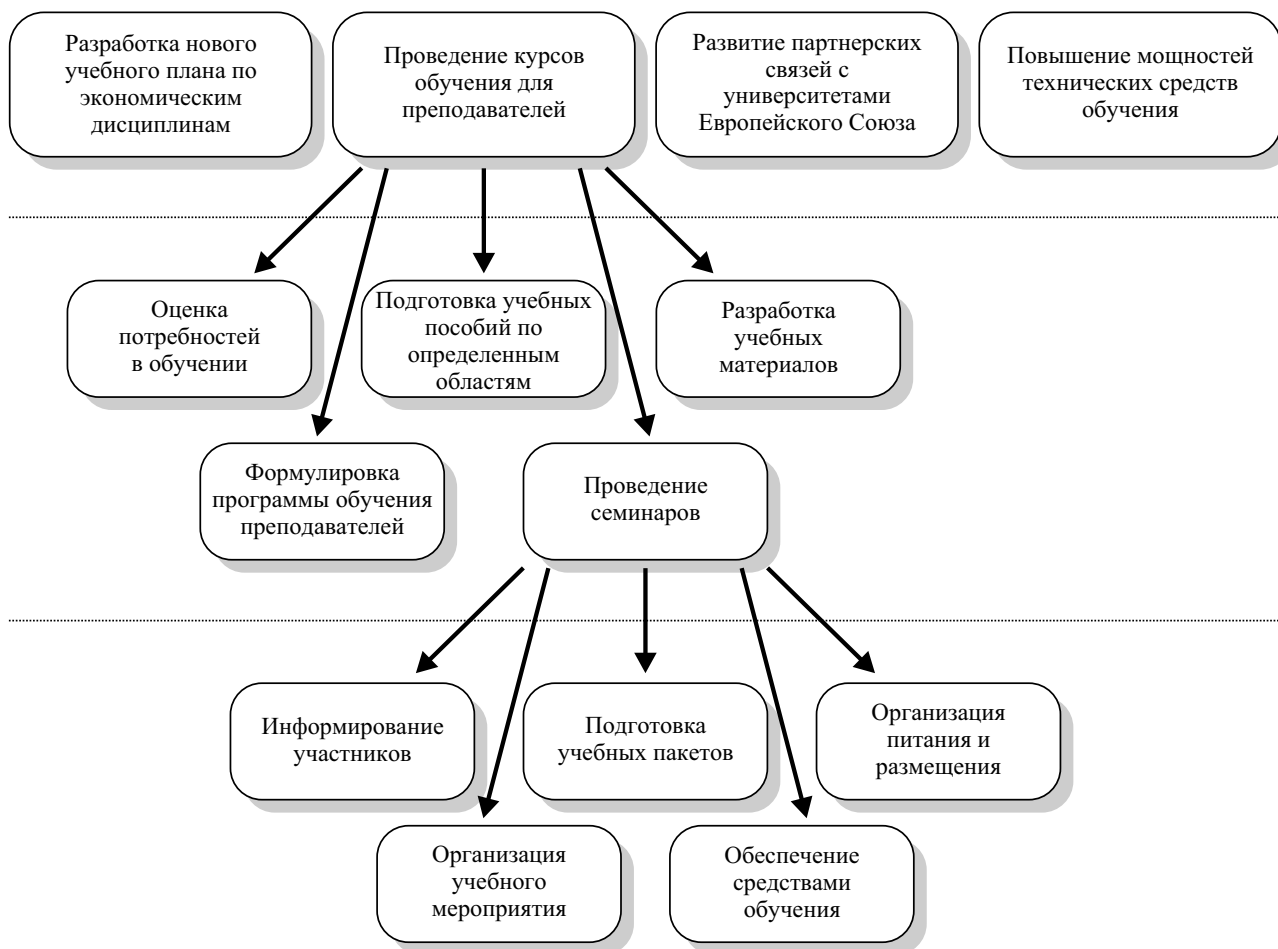 Разработка нового
учебного плана по
экономическим
дисциплинам
Проведение курсов
обучения для
преподавателей
Развитие партнерских
связей с
университетами
Европейского Союза
Повышение мощностей
технических средств
обучения
Оценка
потребностей
в обучении
Подготовка учебных
пособий по
определенным
областям
Разработка
учебных
материалов
Формулировка
программы обучения
преподавателей
Проведение
семинаров
Информирование
участников
Подготовка
учебных пакетов
Организация
питания и
размещения
Организация
учебного
мероприятия
Обеспечение
средствами
обучения